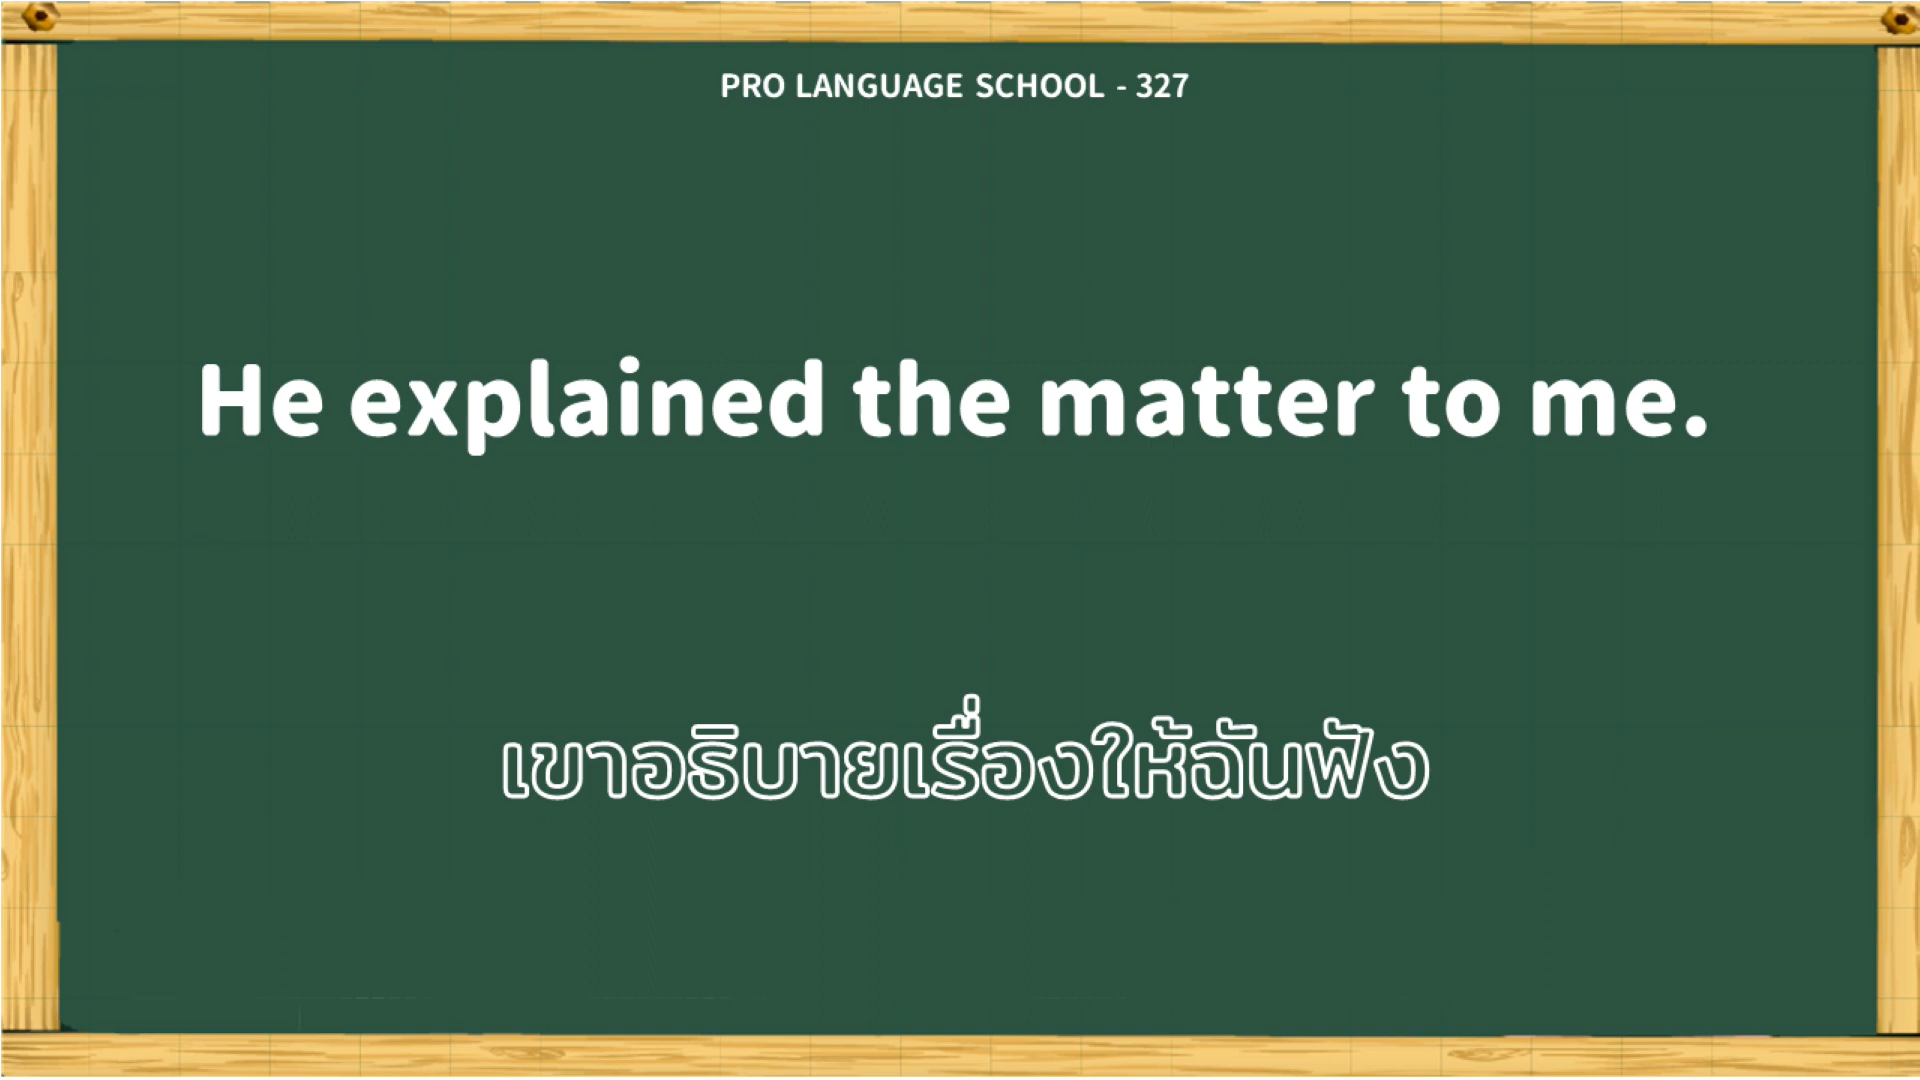 PRO LANGUAGE SCHOOL - 327
He explained the matter to me.
เขาอธิบายเรื่องให้ฉันฟัง